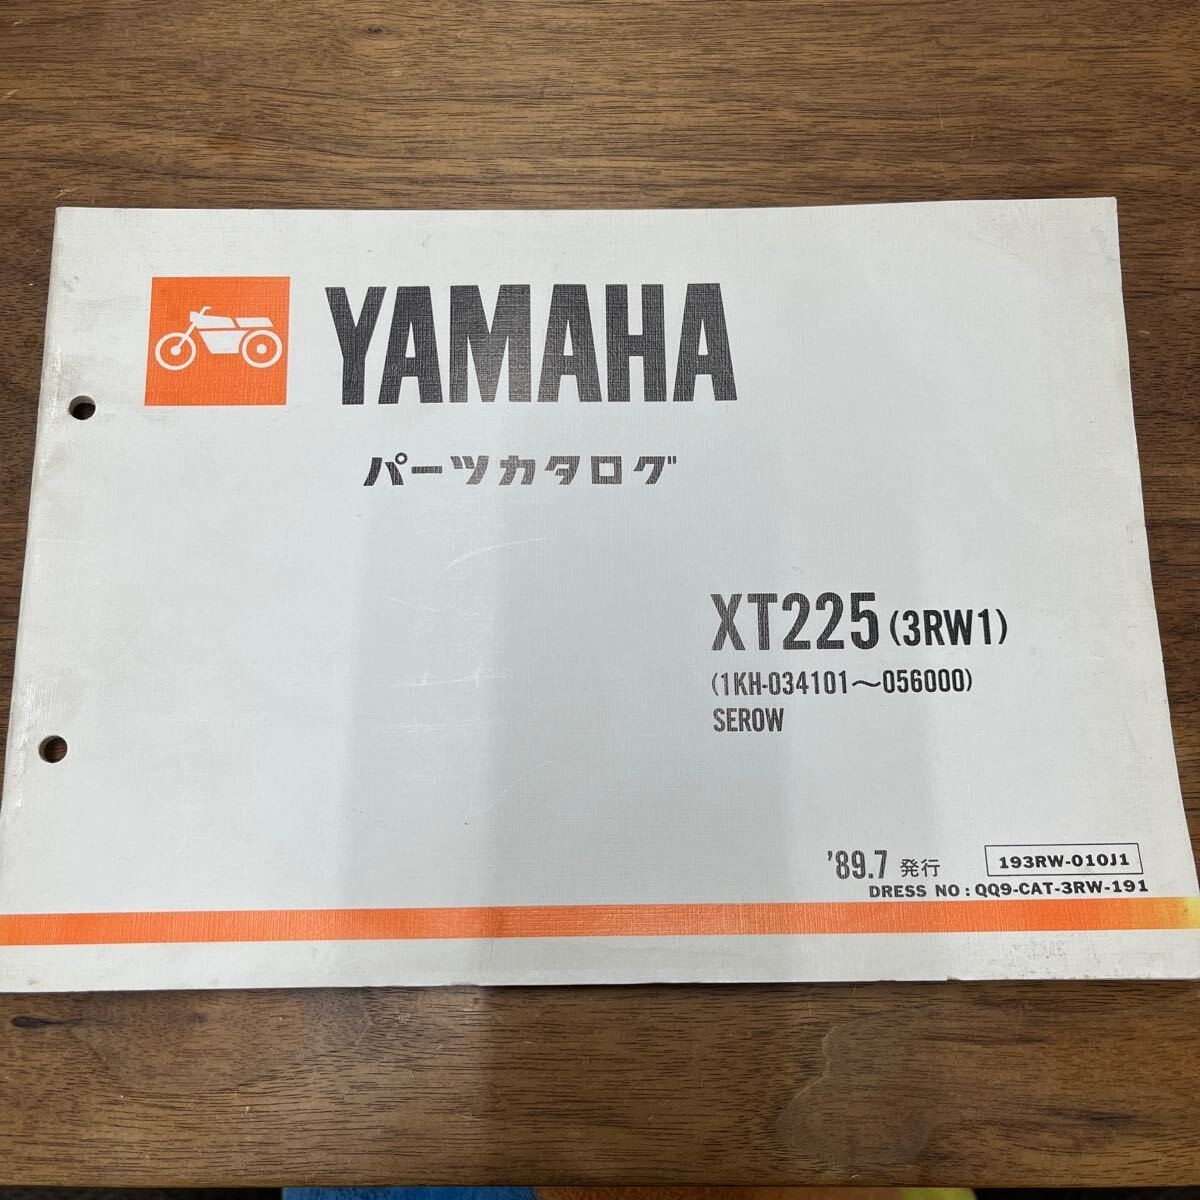 YAMAHA
パーツカタログ
XT225 (3RW1)
(1KH-034101～056000)
SEROW
'89.7 発行
193RW-010J1
DRESS NO : QQ9-CAT-3RW-191